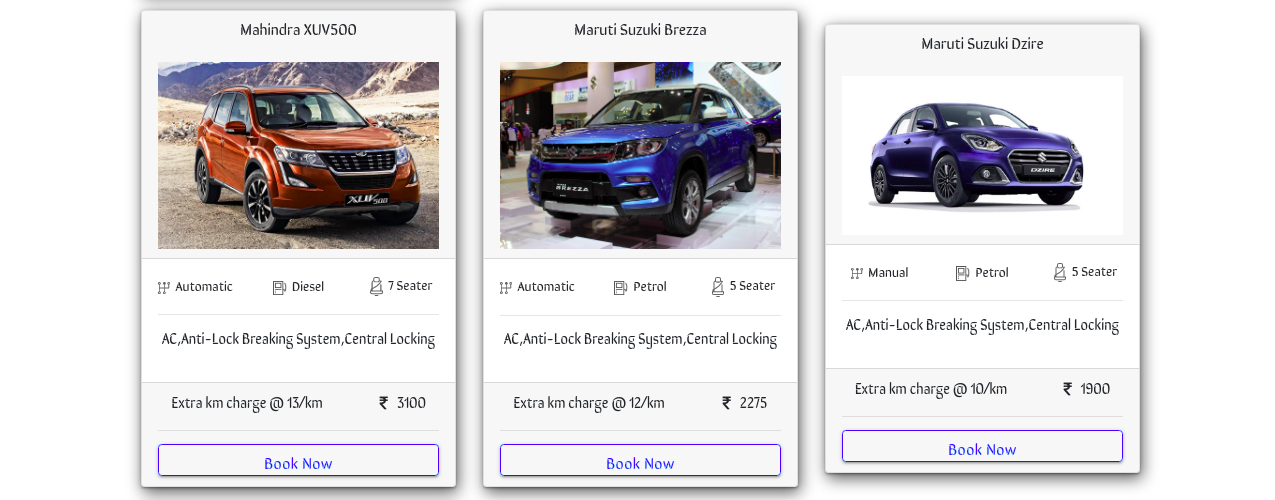 Mahindra XUV500
XUV500
Automatic
Diesel
7 Seater
AC,Anti-Lock Breaking System,Central Locking
Extra km charge @ 13/km
₹ 3100
Book Now
Maruti Suzuki Brezza
BREZZA
Automatic
Petrol
5 Seater
AC,Anti-Lock Breaking System,Central Locking
Extra km charge @ 12/km
₹ 2275
Book Now
Maruti Suzuki Dzire
DZIRE
Manual
Petrol
5 Seater
AC,Anti-Lock Breaking System,Central Locking
Extra km charge @ 10/km
₹ 1900
Book Now